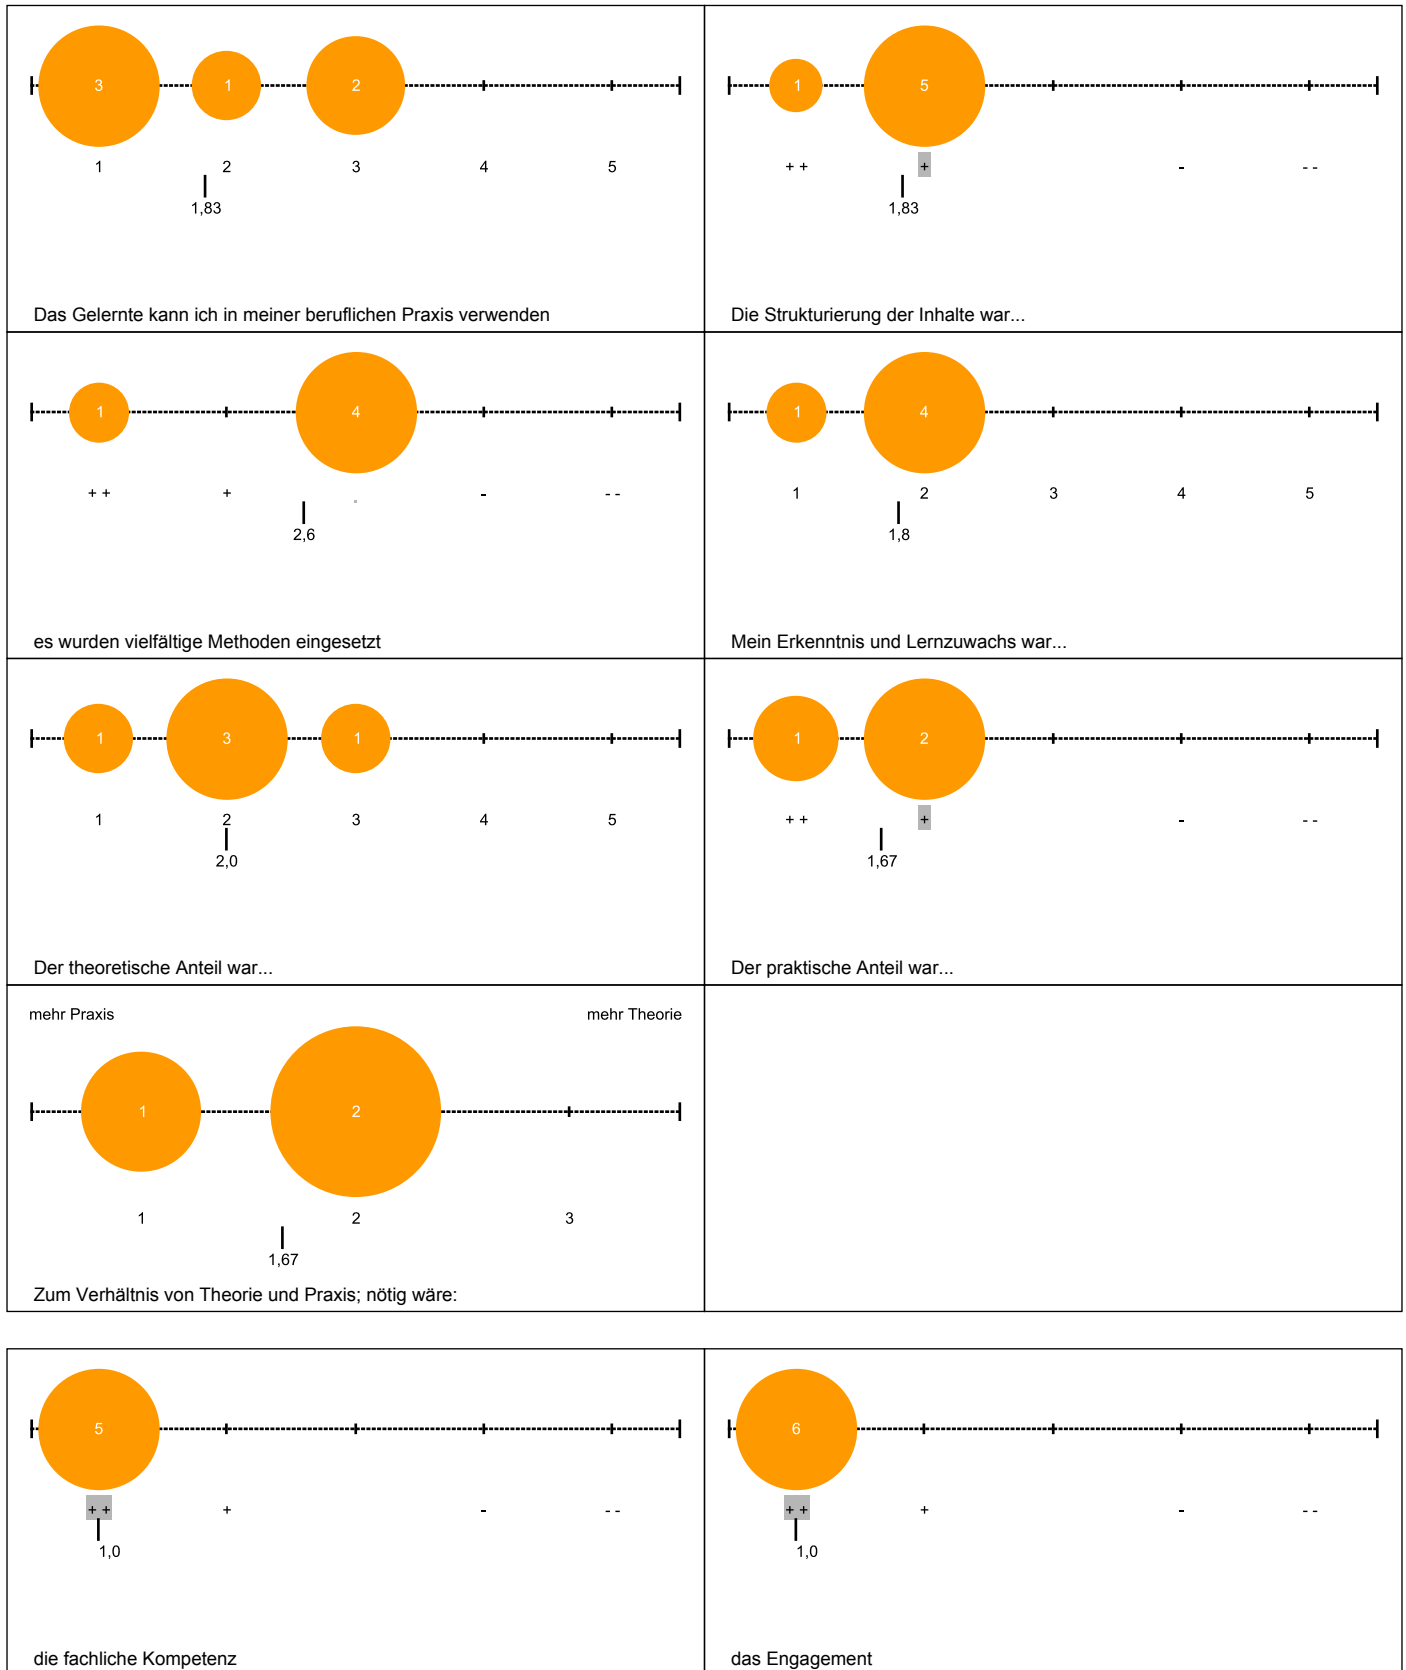 3 1 2
1 2 3 4 5
1,83
Das Gelernte kann ich in meiner beruflichen Praxis verwenden
1 5
+ + + - - -
1,83
Die Strukturierung der Inhalte war...
1 4
+ + + . - - -
2,6
es wurden vielfältige Methoden eingesetzt
1 4
1 2 3 4 5
1,8
Mein Erkenntnis und Lernzuwachs war...
1 3 1
1 2 3 4 5
2,0
Der theoretische Anteil war...
1 2
+ + + - - -
1,67
Der praktische Anteil war...
mehr Praxis mehr Theorie
1 2
1 2 3
1,67
Zum Verhältnis von Theorie und Praxis; nötig wäre:
5
+ + + - - -
1,0
die fachliche Kompetenz
6
+ + + - - -
1,0
das Engagement